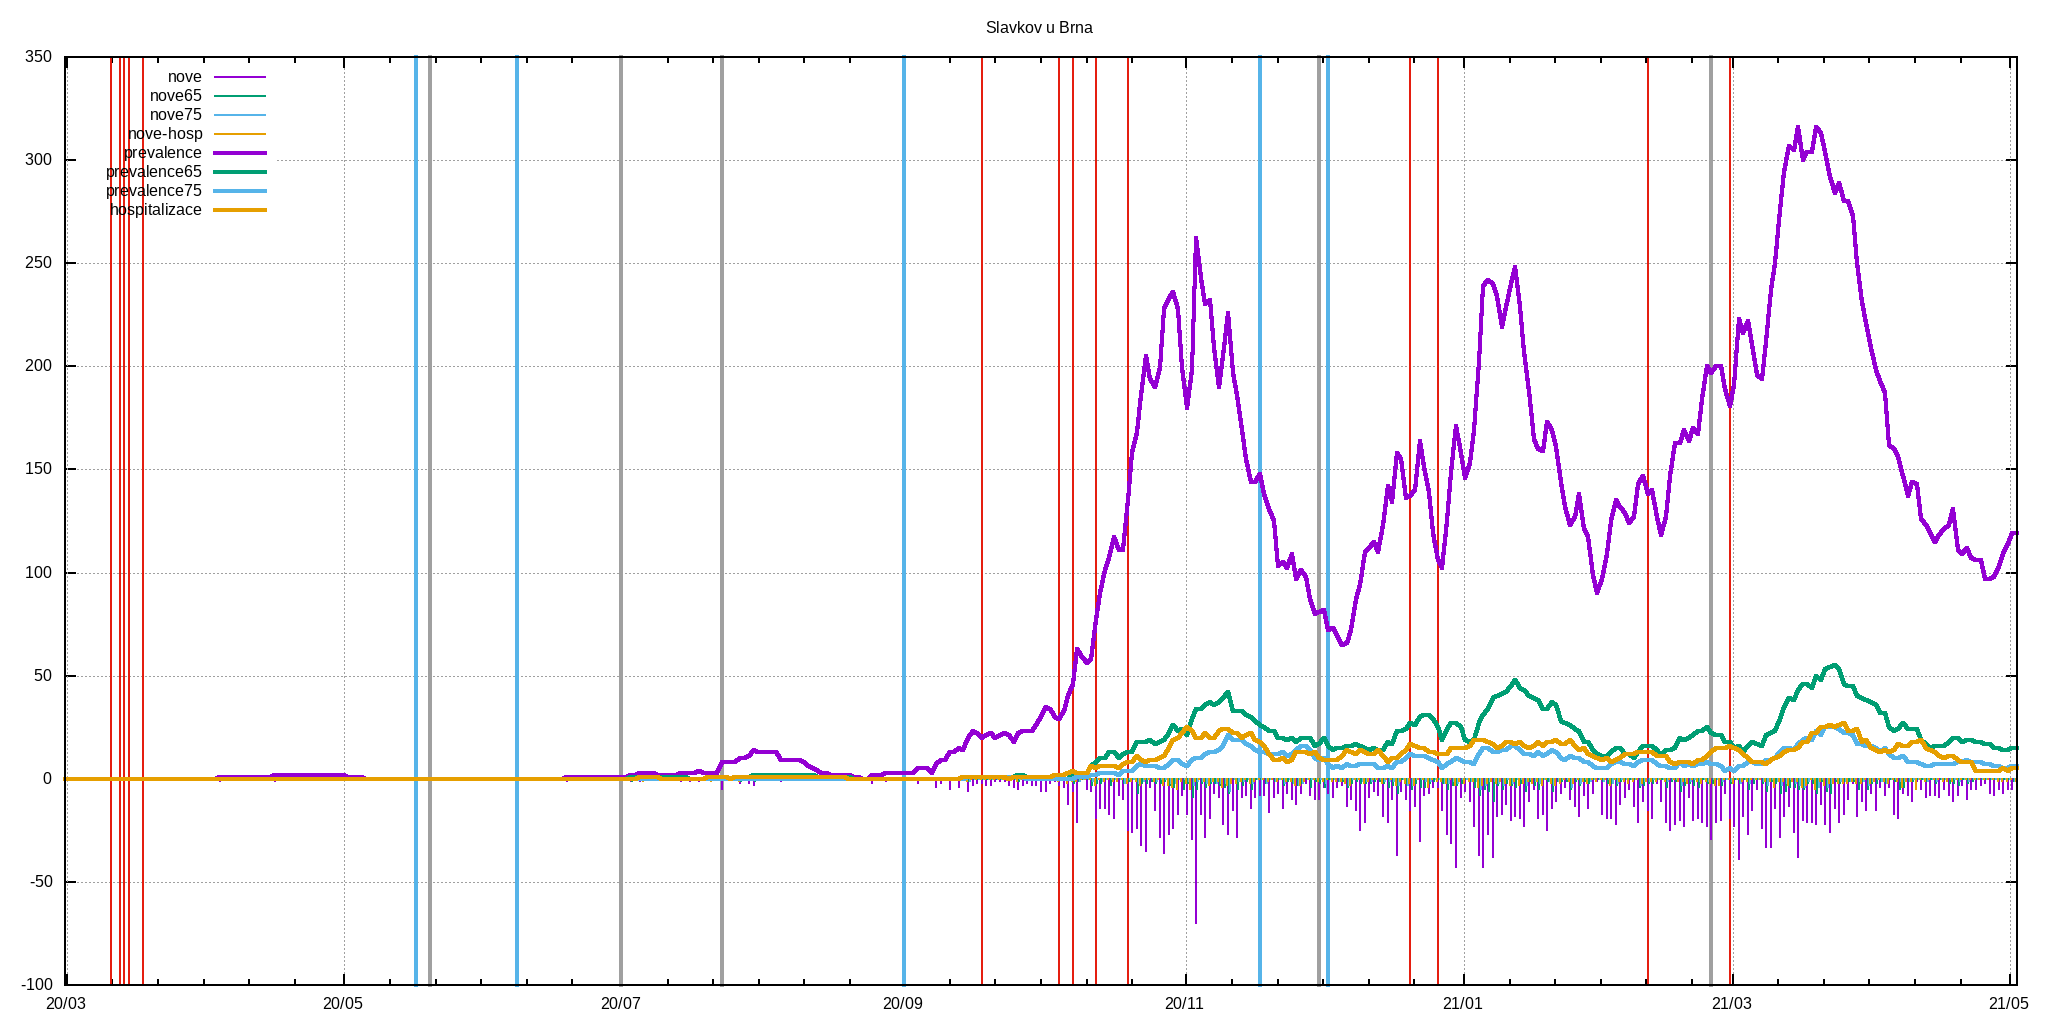 Slavkov u Brna
350
300
250
200
150
100
50
0
-50
-100
nove
nove65
nove75
nove-hosp
prevalence
prevalence65
prevalence75
hospitalizace
20/03 20/05 20/07 20/09 20/11 21/01 21/03 21/05